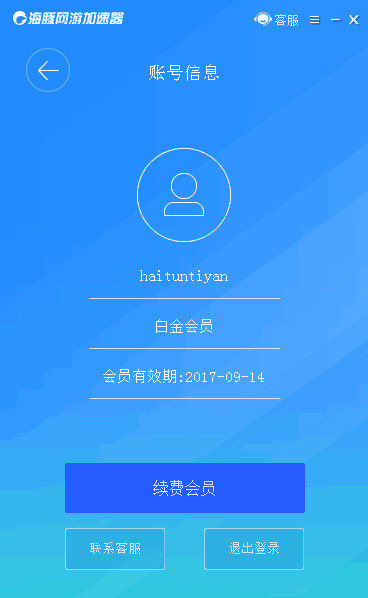 海豚网游加速器 客服
账号信息
haituntiyan
白金会员
会员有效期:2017-09-14
续费会员
联系客服 退出登录